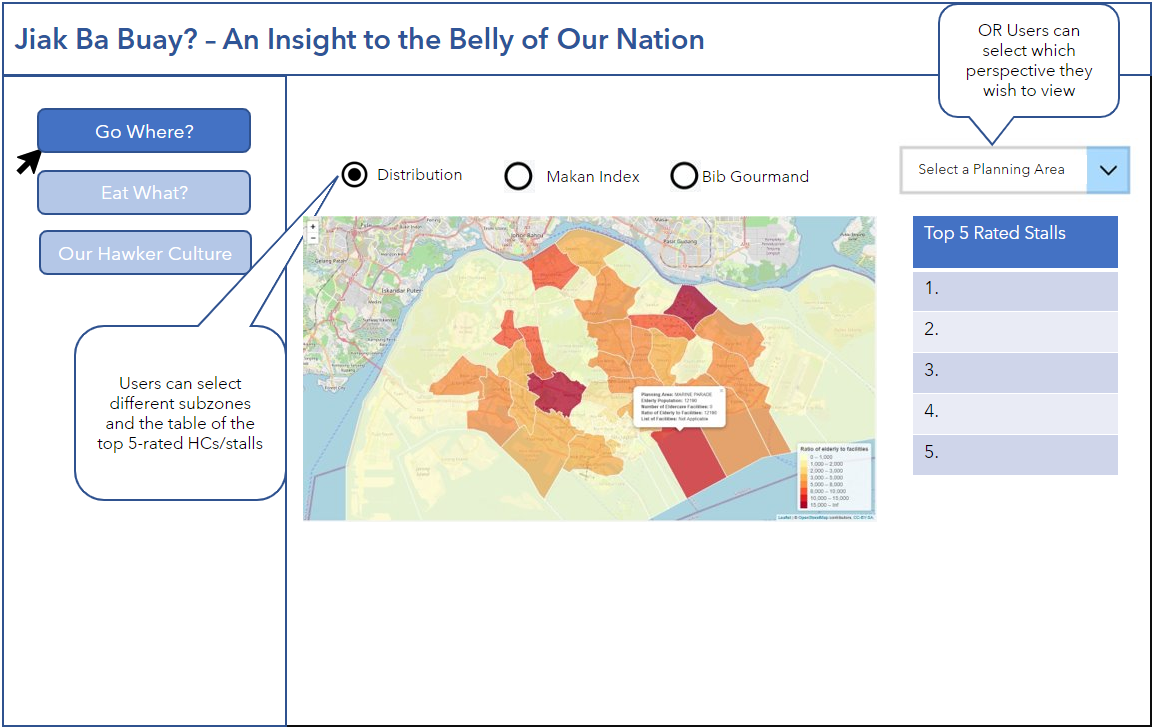 Jiak Ba Buay? – An Insight to the Belly of Our Nation
OR Users can
select which
perspective they
wish to view
Go Where?
Eat What?
Our Hawker Culture
Distribution
Makan Index
Bib Gourmand
Select a Planning Area
Users can select
different subzones
and the table of the
top 5-rated HCs/stalls
+
−
Johor Bahru
Pasir Gudang
Iskandar Puteri
Gelang Patah
Planning Area: MARINE PARADE
Elderly Population: 12190
Number of Eldercare Facilities: 0
Ratio of Elderly to Facilities: 12190
List of Facilities: Not Applicable
Ratio of elderly to facilities
0 – 1,000
1,000 – 2,000
2,000 – 3,000
3,000 – 5,000
5,000 – 8,000
8,000 – 10,000
10,000 – 15,000
15,000 – Inf
Leaflet | © OpenStreetMap contributors, CC-BY-SA
Top 5 Rated Stalls
1.
2.
3.
4.
5.